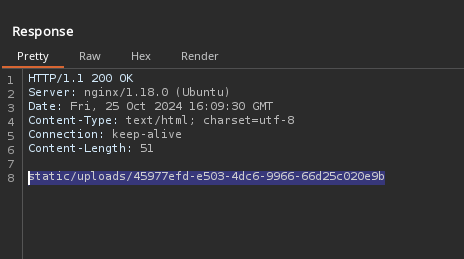 Response
Pretty Raw Hex Render
1 HTTP/1.1 200 OK
2 Server: nginx/1.18.0 (Ubuntu)
3 Date: Fri, 25 Oct 2024 16:09:30 GMT
4 Content-Type: text/html; charset=utf-8
5 Connection: keep-alive
6 Content-Length: 51
7
8 static/uploads/45977efd-e503-4dc6-9966-66d25c020e9b